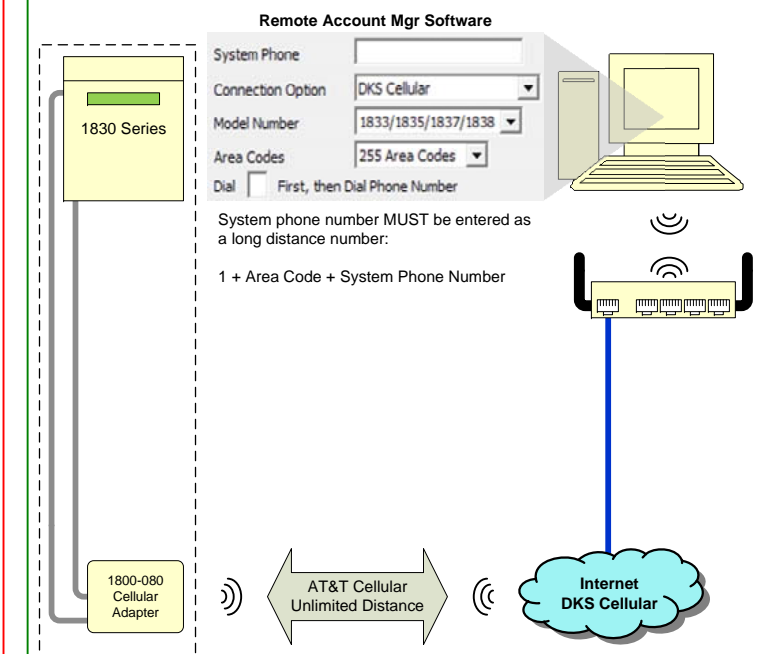 Remote Account Mgr Software
System Phone
Connection Option DKS Cellular
Model Number 1833/1835/1837/1838
Area Codes 255 Area Codes
Dial First, then Dial Phone Number
1830 Series
System phone number MUST be entered as
a long distance number:
1 + Area Code + System Phone Number
1800-080
Cellular
Adapter
AT&T Cellular
Unlimited Distance
Internet
DKS Cellular